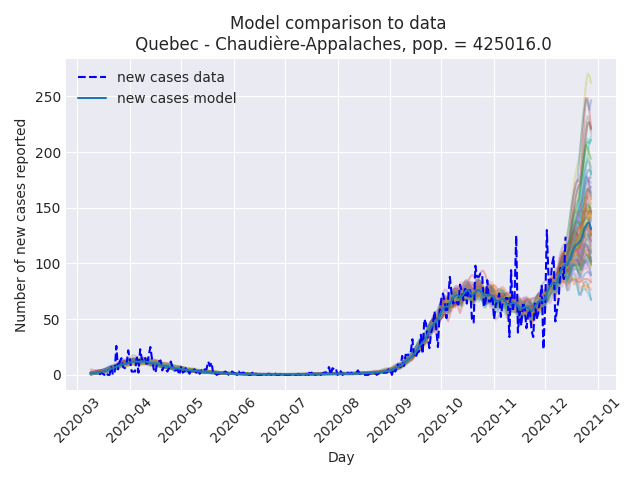 Model comparison to data
Quebec - Chaudière-Appalaches, pop. = 425016.0
new cases data
new cases model
Number of new cases reported
250
200
150
100
50
0
2020-03
2020-04
2020-05
2020-06
2020-07
2020-08
2020-09
2020-10
2020-11
2020-12
2021-01
Day